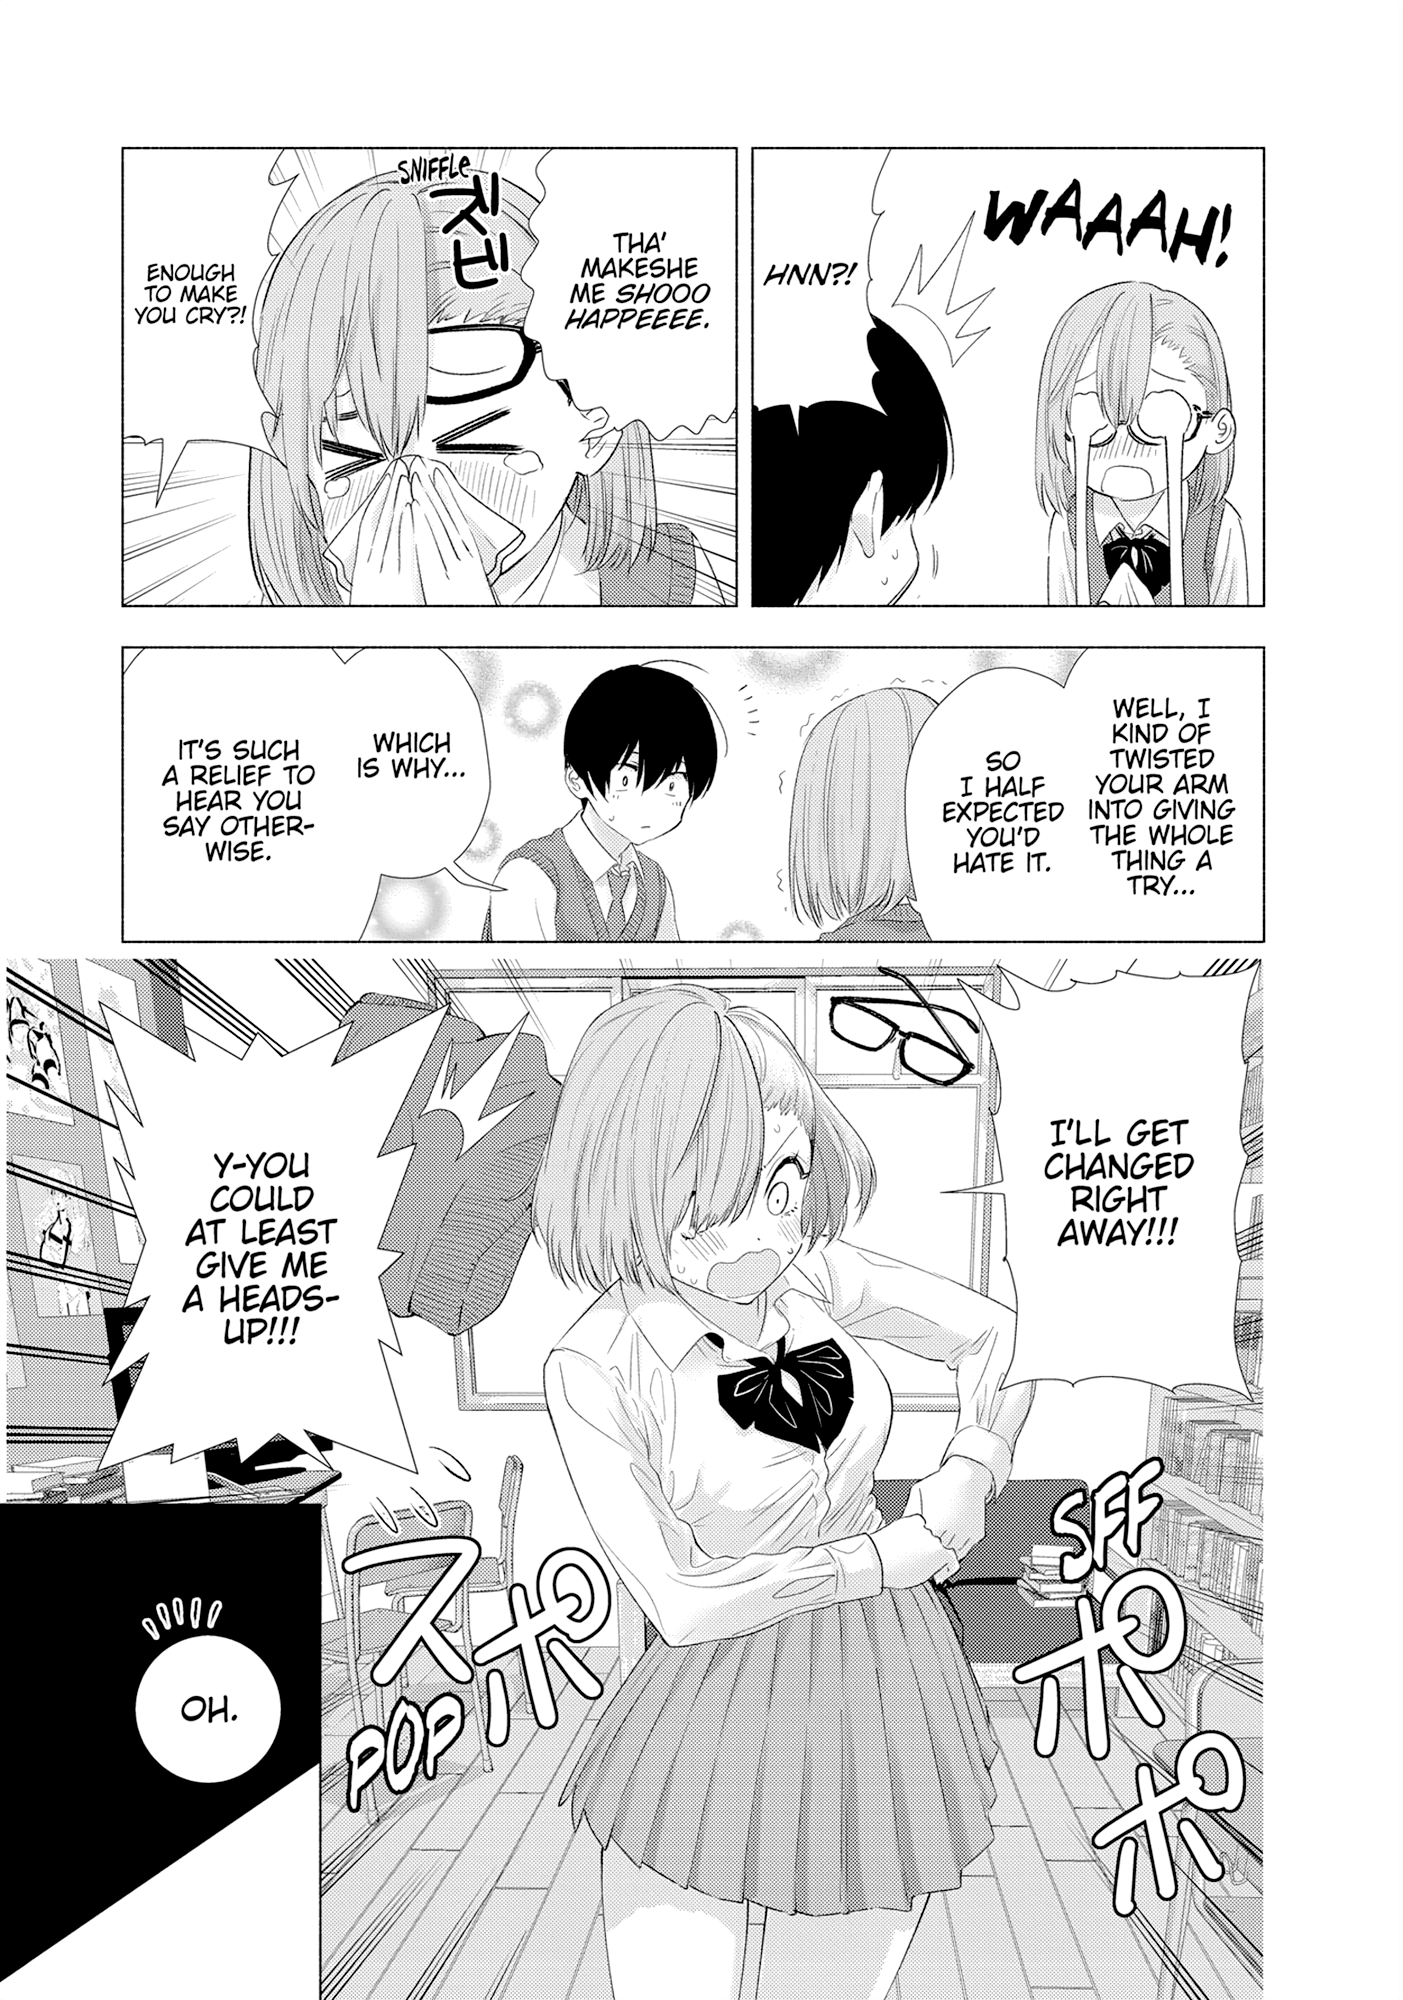 WAAAH!
HNN?!
THA'
MAKESHE
ME SHOOO
HAPPEEEE.
SNIFFLE
ズビ
ENOUGH
TO MAKE
YOU CRY?!
WELL, I
KIND OF
TWISTED
YOUR ARM
INTO GIVING
THE WHOLE
THING A
TRY...
SO
I HALF
EXPECTED
YOU'D
HATE IT.
WHICH
IS WHY...
IT'S SUCH
A RELIEF TO
HEAR YOU
SAY OTHER-
WISE.
I'LL GET
CHANGED
RIGHT
AWAY!!!
Y-YOU
COULD
AT LEAST
GIVE ME
A HEADS-
UP!!!
SFF
ポポ
スポ
POP
OH.